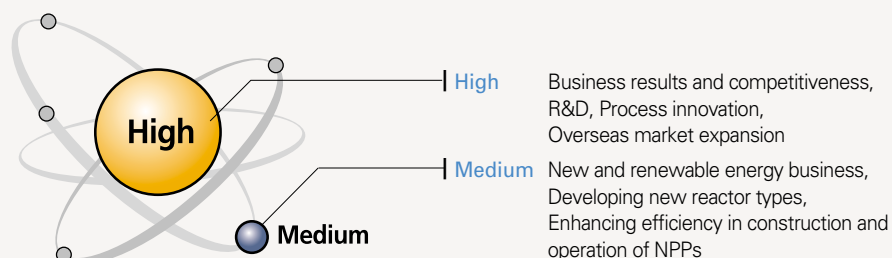 High
High Business results and competitiveness,
R&D, Process innovation,
Overseas market expansion
Medium New and renewable energy business,
Developing new reactor types,
Enhancing efficiency in construction and
operation of NPPs
Medium